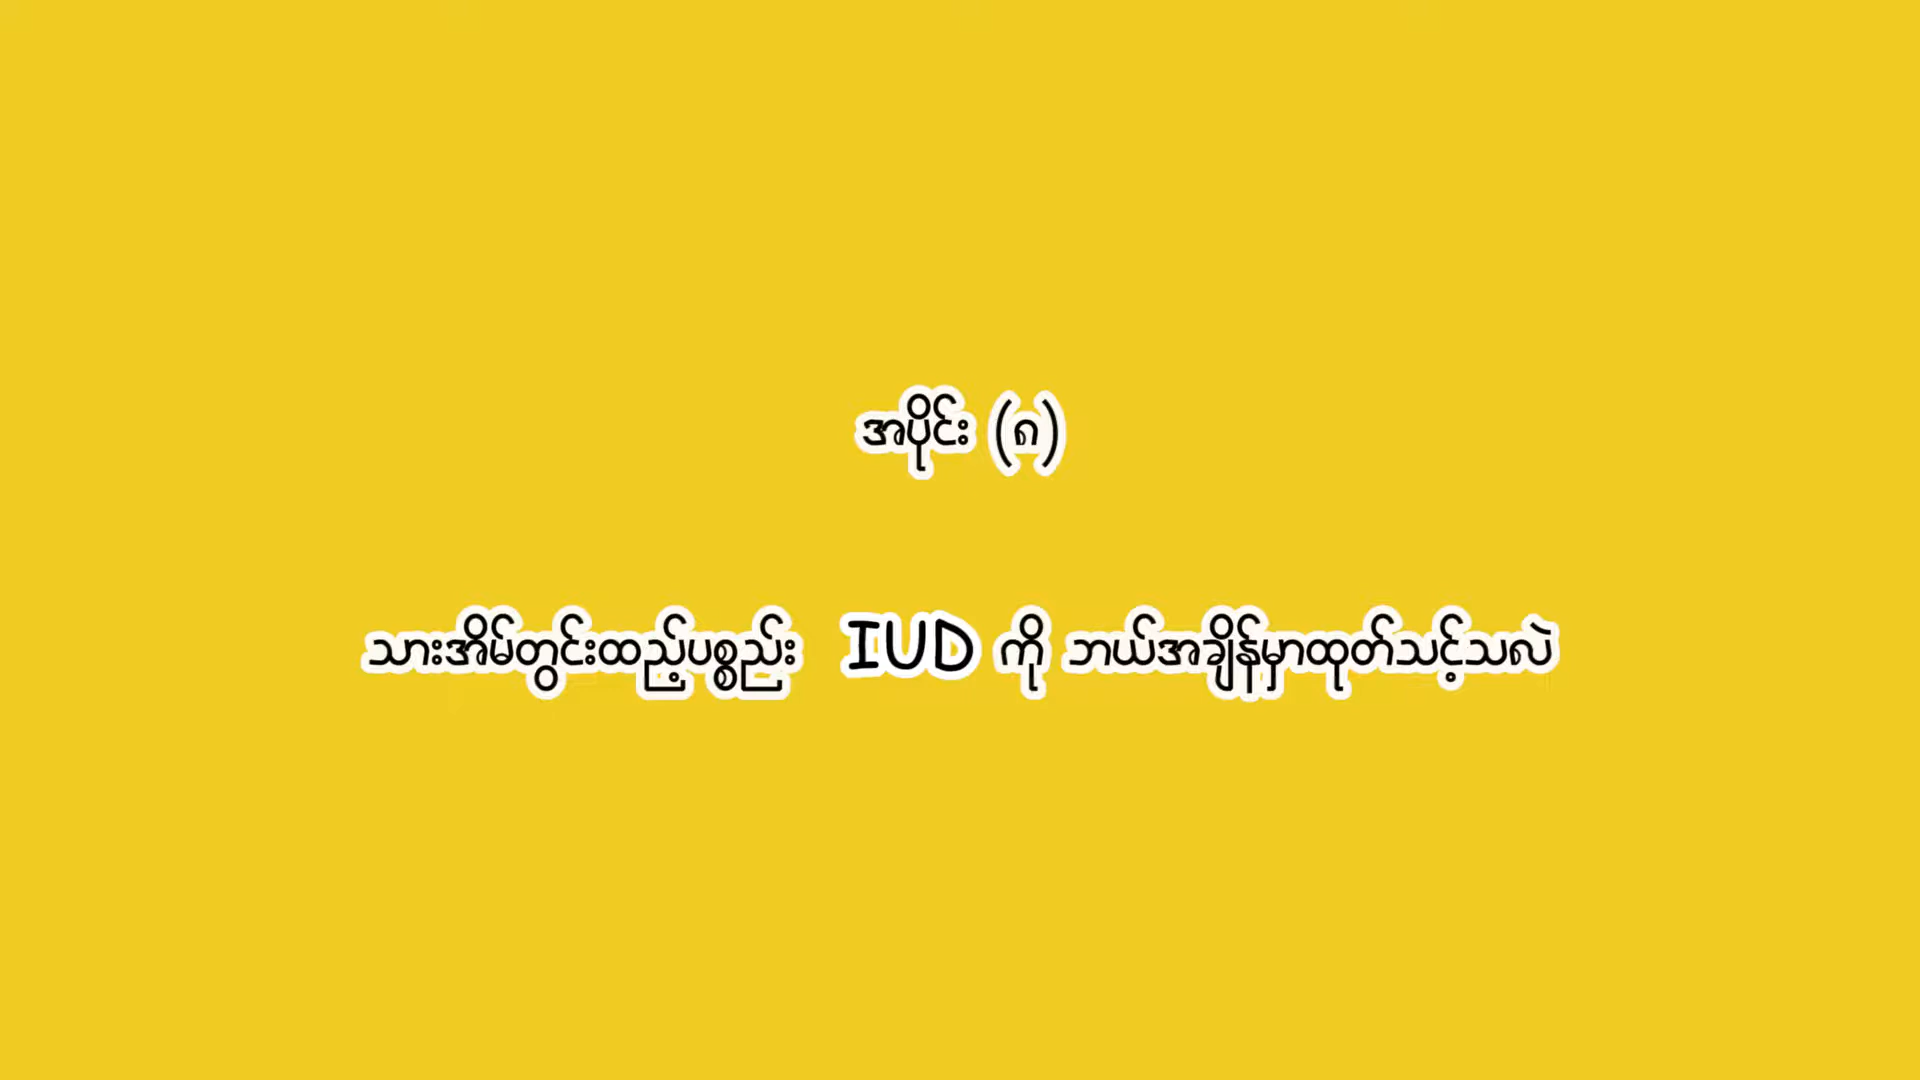 အပိုင်း (၈)
သားအိမ်တွင်းထည့်ပစ္စည်း IUD ကို ဘယ်အချိန်မှာထုတ်သင့်သလဲ